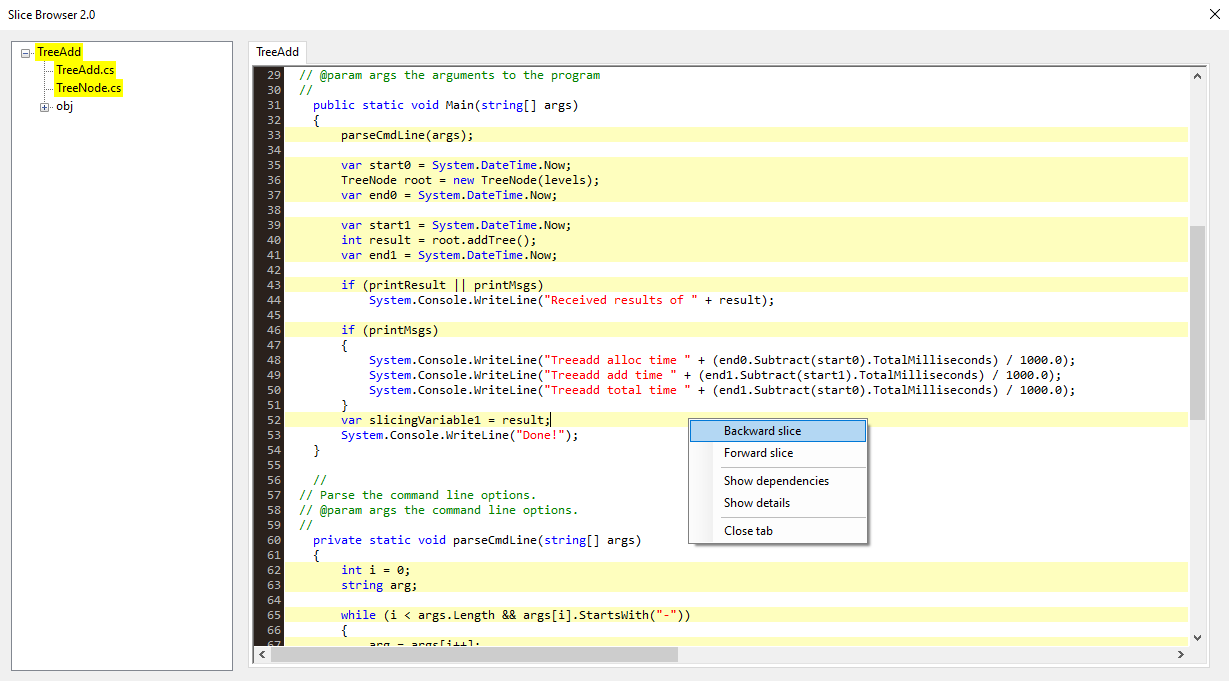 Slice Browser 2.0
TreeAdd
TreeAdd.cs
TreeNode.cs
obj
TreeAdd
29 // @param args the arguments to the program
30 //
31 public static void Main(string[] args)
32 {
33 parseCmdLine(args);
34
35 var start0 = System.DateTime.Now;
36 TreeNode root = new TreeNode(levels);
37 var end0 = System.DateTime.Now;
38
39 var start1 = System.DateTime.Now;
40 int result = root.addTree();
41 var end1 = System.DateTime.Now;
42
43 if (printResult || printMsgs)
44 System.Console.WriteLine("Received results of " + result);
45
46 if (printMsgs)
47 {
48 System.Console.WriteLine("Treeadd alloc time " + (end0.Subtract(start0).TotalMilliseconds) / 1000.0);
49 System.Console.WriteLine("Treeadd add time " + (end1.Subtract(start1).TotalMilliseconds) / 1000.0);
50 System.Console.WriteLine("Treeadd total time " + (end1.Subtract(start0).TotalMilliseconds) / 1000.0);
51 }
52 var slicingVariable1 = result;
53 System.Console.WriteLine("Done!");
54 }
55
56 //
57 // Parse the command line options.
58 // @param args the command line options.
59 //
60 private static void parseCmdLine(string[] args)
61 {
62 int i = 0;
63 string arg;
64
65 while (i < args.Length && args[i].StartsWith("-"))
66 {
67 arg = args[i++];
Backward slice
Forward slice
Show dependencies
Show details
Close tab